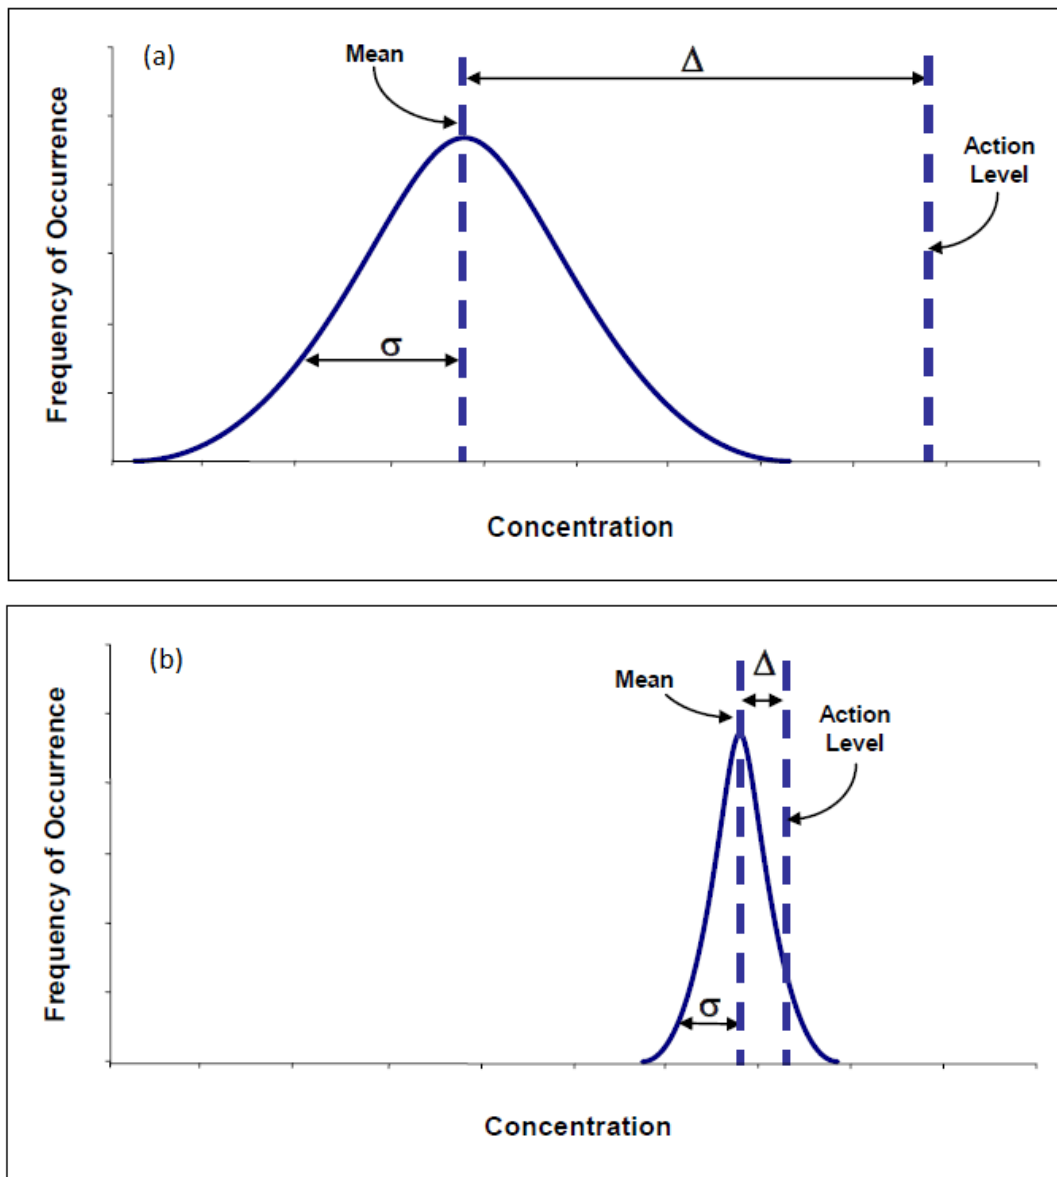 (a)
Mean
Δ
Action
Level
σ
Frequency of Occurrence
Concentration
(b)
Mean
Δ
Action
Level
σ
Frequency of Occurrence
Concentration